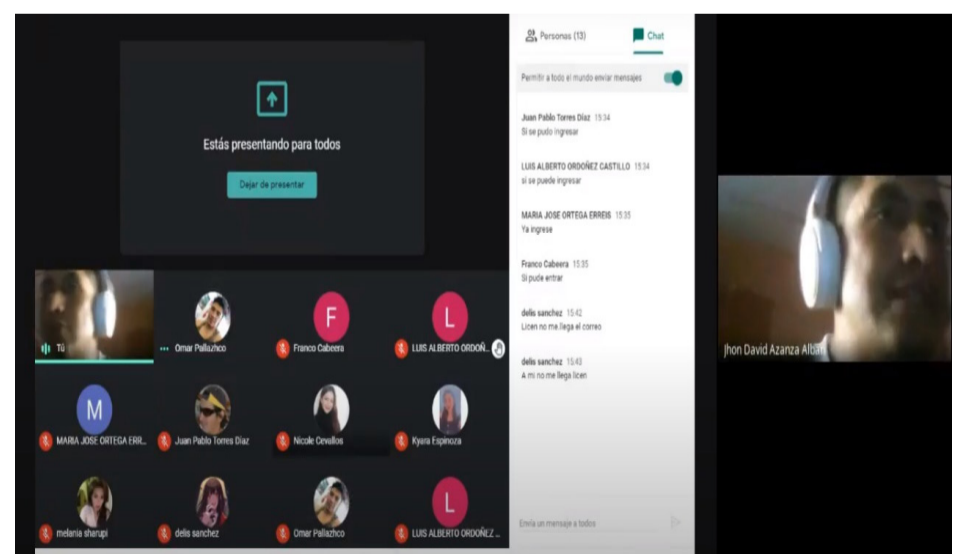 Personas (13)
Chat
Permitir a todo el mundo enviar mensajes
Estás presentando para todos
Dejar de presentar
Juan Pablo Torres Díaz 15:34
Si se pudo ingresar
LUIS ALBERTO ORDOÑEZ CASTILLO 15:34
si se puede ingresar
MARIA JOSE ORTEGA ERREIS 15:35
Ya ingrese
Franco Cabeera 15:35
Si pude entrar
delis sanchez 15:42
Licen no me llega el correo
delis sanchez 15:43
A mi no me llega licen
Envía un mensaje a todos
Tú
Omar Pallazhco
F
Franco Cabeera
L
LUIS ALBERTO ORDOÑ...
M
MARIA JOSE ORTEGA ERR...
Juan Pablo Torres Díaz
Nicole Cevallos
Kyara Espinoza
melania sharupi
delis sanchez
Omar Pallazhco
L
LUIS ALBERTO ORDOÑEZ ...
Jhon David Azanza Albán